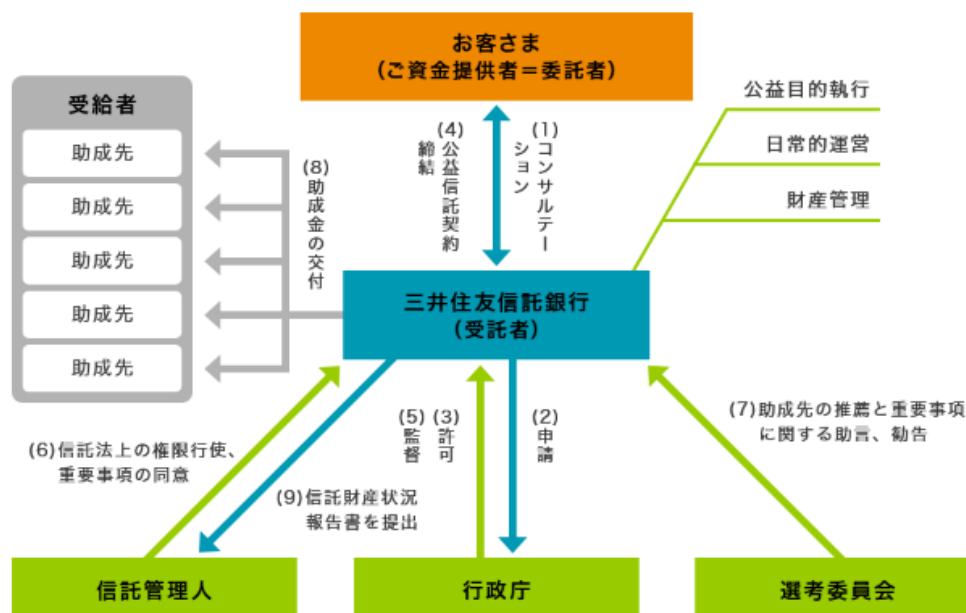 お客さま
(ご資金提供者=委託者)
受給者
助成先
助成先
助成先
助成先
助成先
(8)助成金の交付
(4)公益信託契約
締結
(1)コンサルテー
ション
公益目的執行
日常的運営
財産管理
三井住友信託銀行
(受託者)
(6)信託法上の権限行使、
重要事項の同意
(9)信託財産状況
報告書を提出
(5)監督
(3)許可
(2)申請
(7)助成先の推薦と重要事項
に関する助言、勧告
信託管理人
行政庁
選考委員会